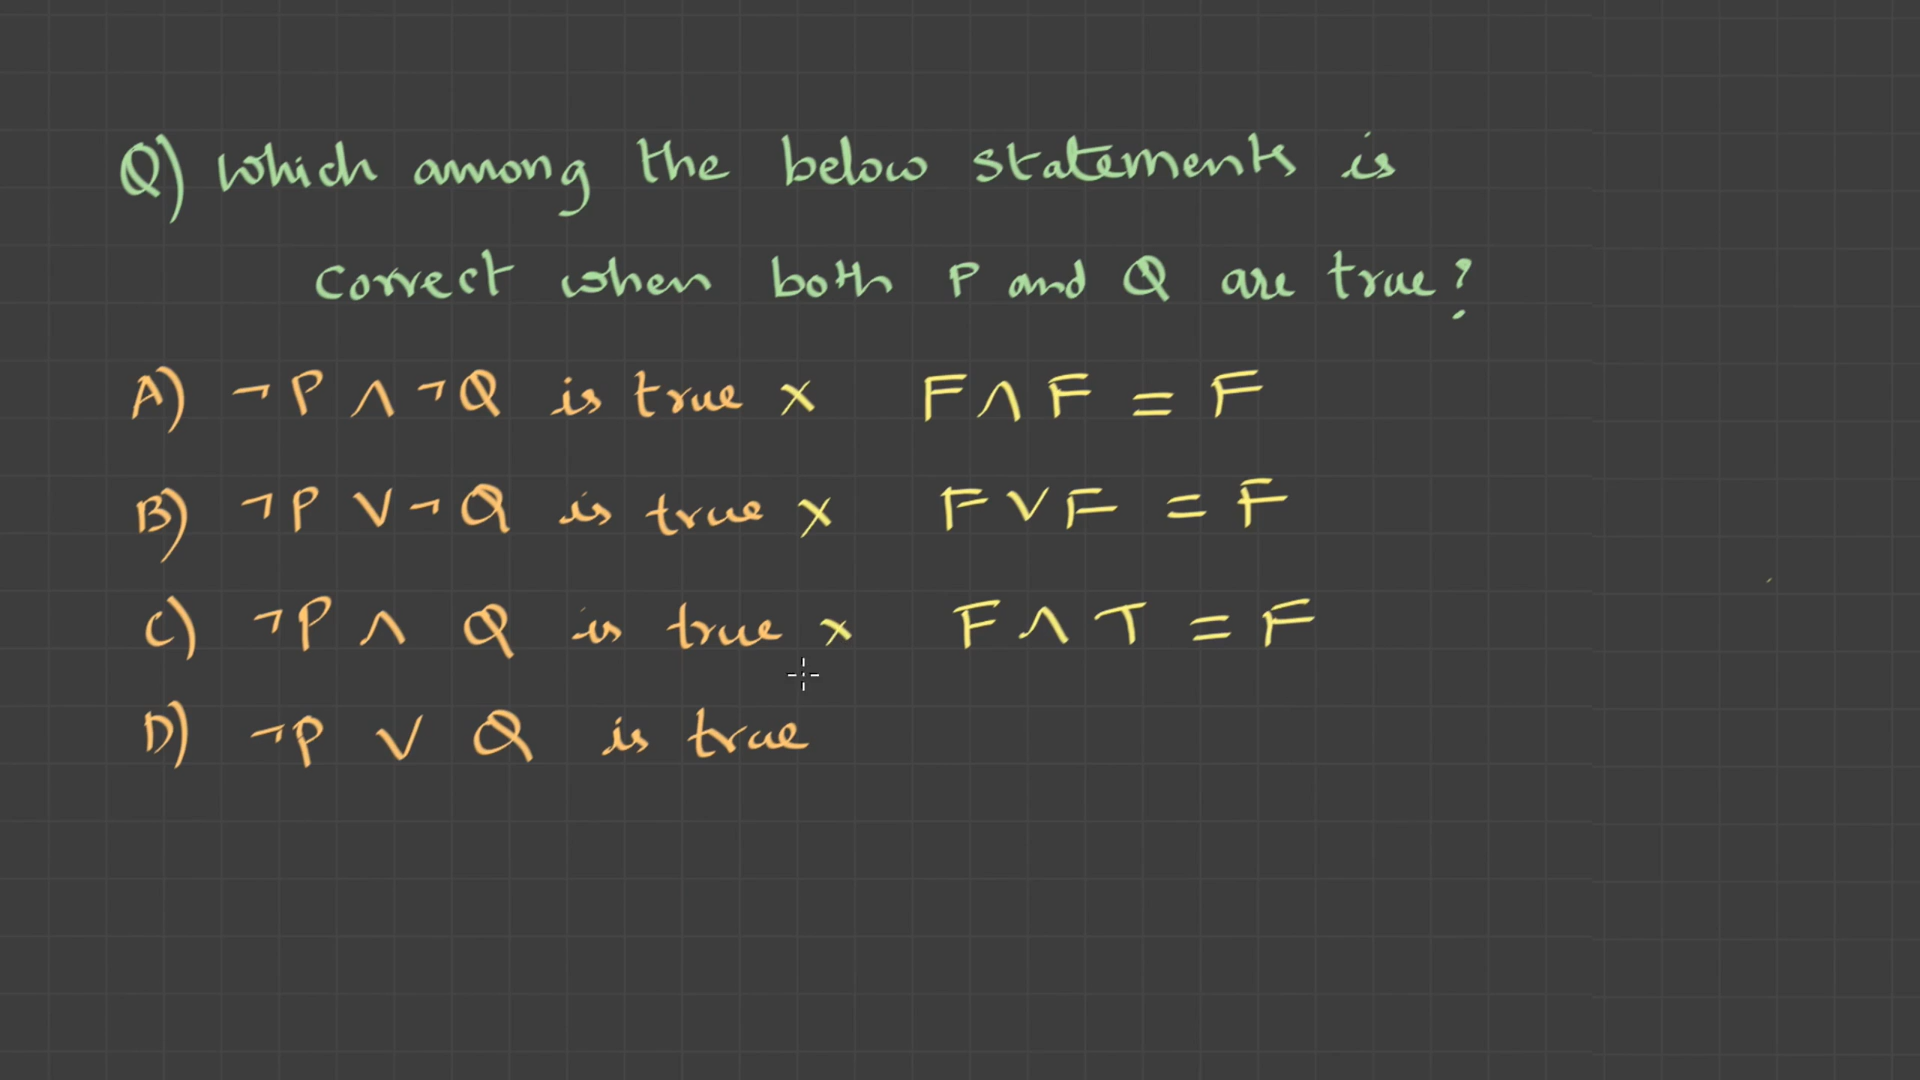 Q) Which among the below statements is
correct when both P and Q are true?
A) ¬P ∧ ¬Q is true × F ∧ F = F
B) ¬P ∨ ¬Q is true × F ∨ F = F
C) ¬P ∧ Q is true × F ∧ T = F
D) ¬P ∨ Q is true